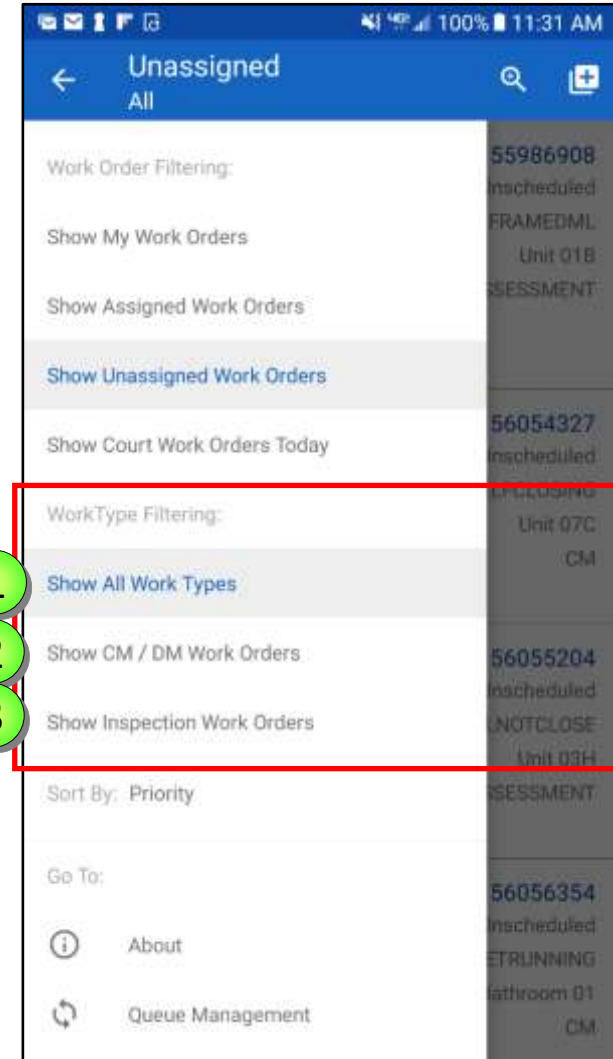 100% 11:31 AM
Unassigned
All
Work Order Filtering:
Show My Work Orders
Show Assigned Work Orders
Show Unassigned Work Orders
Show Court Work Orders Today
WorkType Filtering:
Show All Work Types
2 Show CM / DM Work Orders
3 Show Inspection Work Orders
Sort By: Priority
Go To:
About
Queue Management
55986908
nscheduled
FRAMEDML
Unit 01B
SSESSMENT
56054327
nscheduled
Unit 07C
CM
56055204
nscheduled
NOTCLOSE
Unit 03H
SSESSMENT
56056354
nscheduled
ETRUNNING
athroom 01
CM